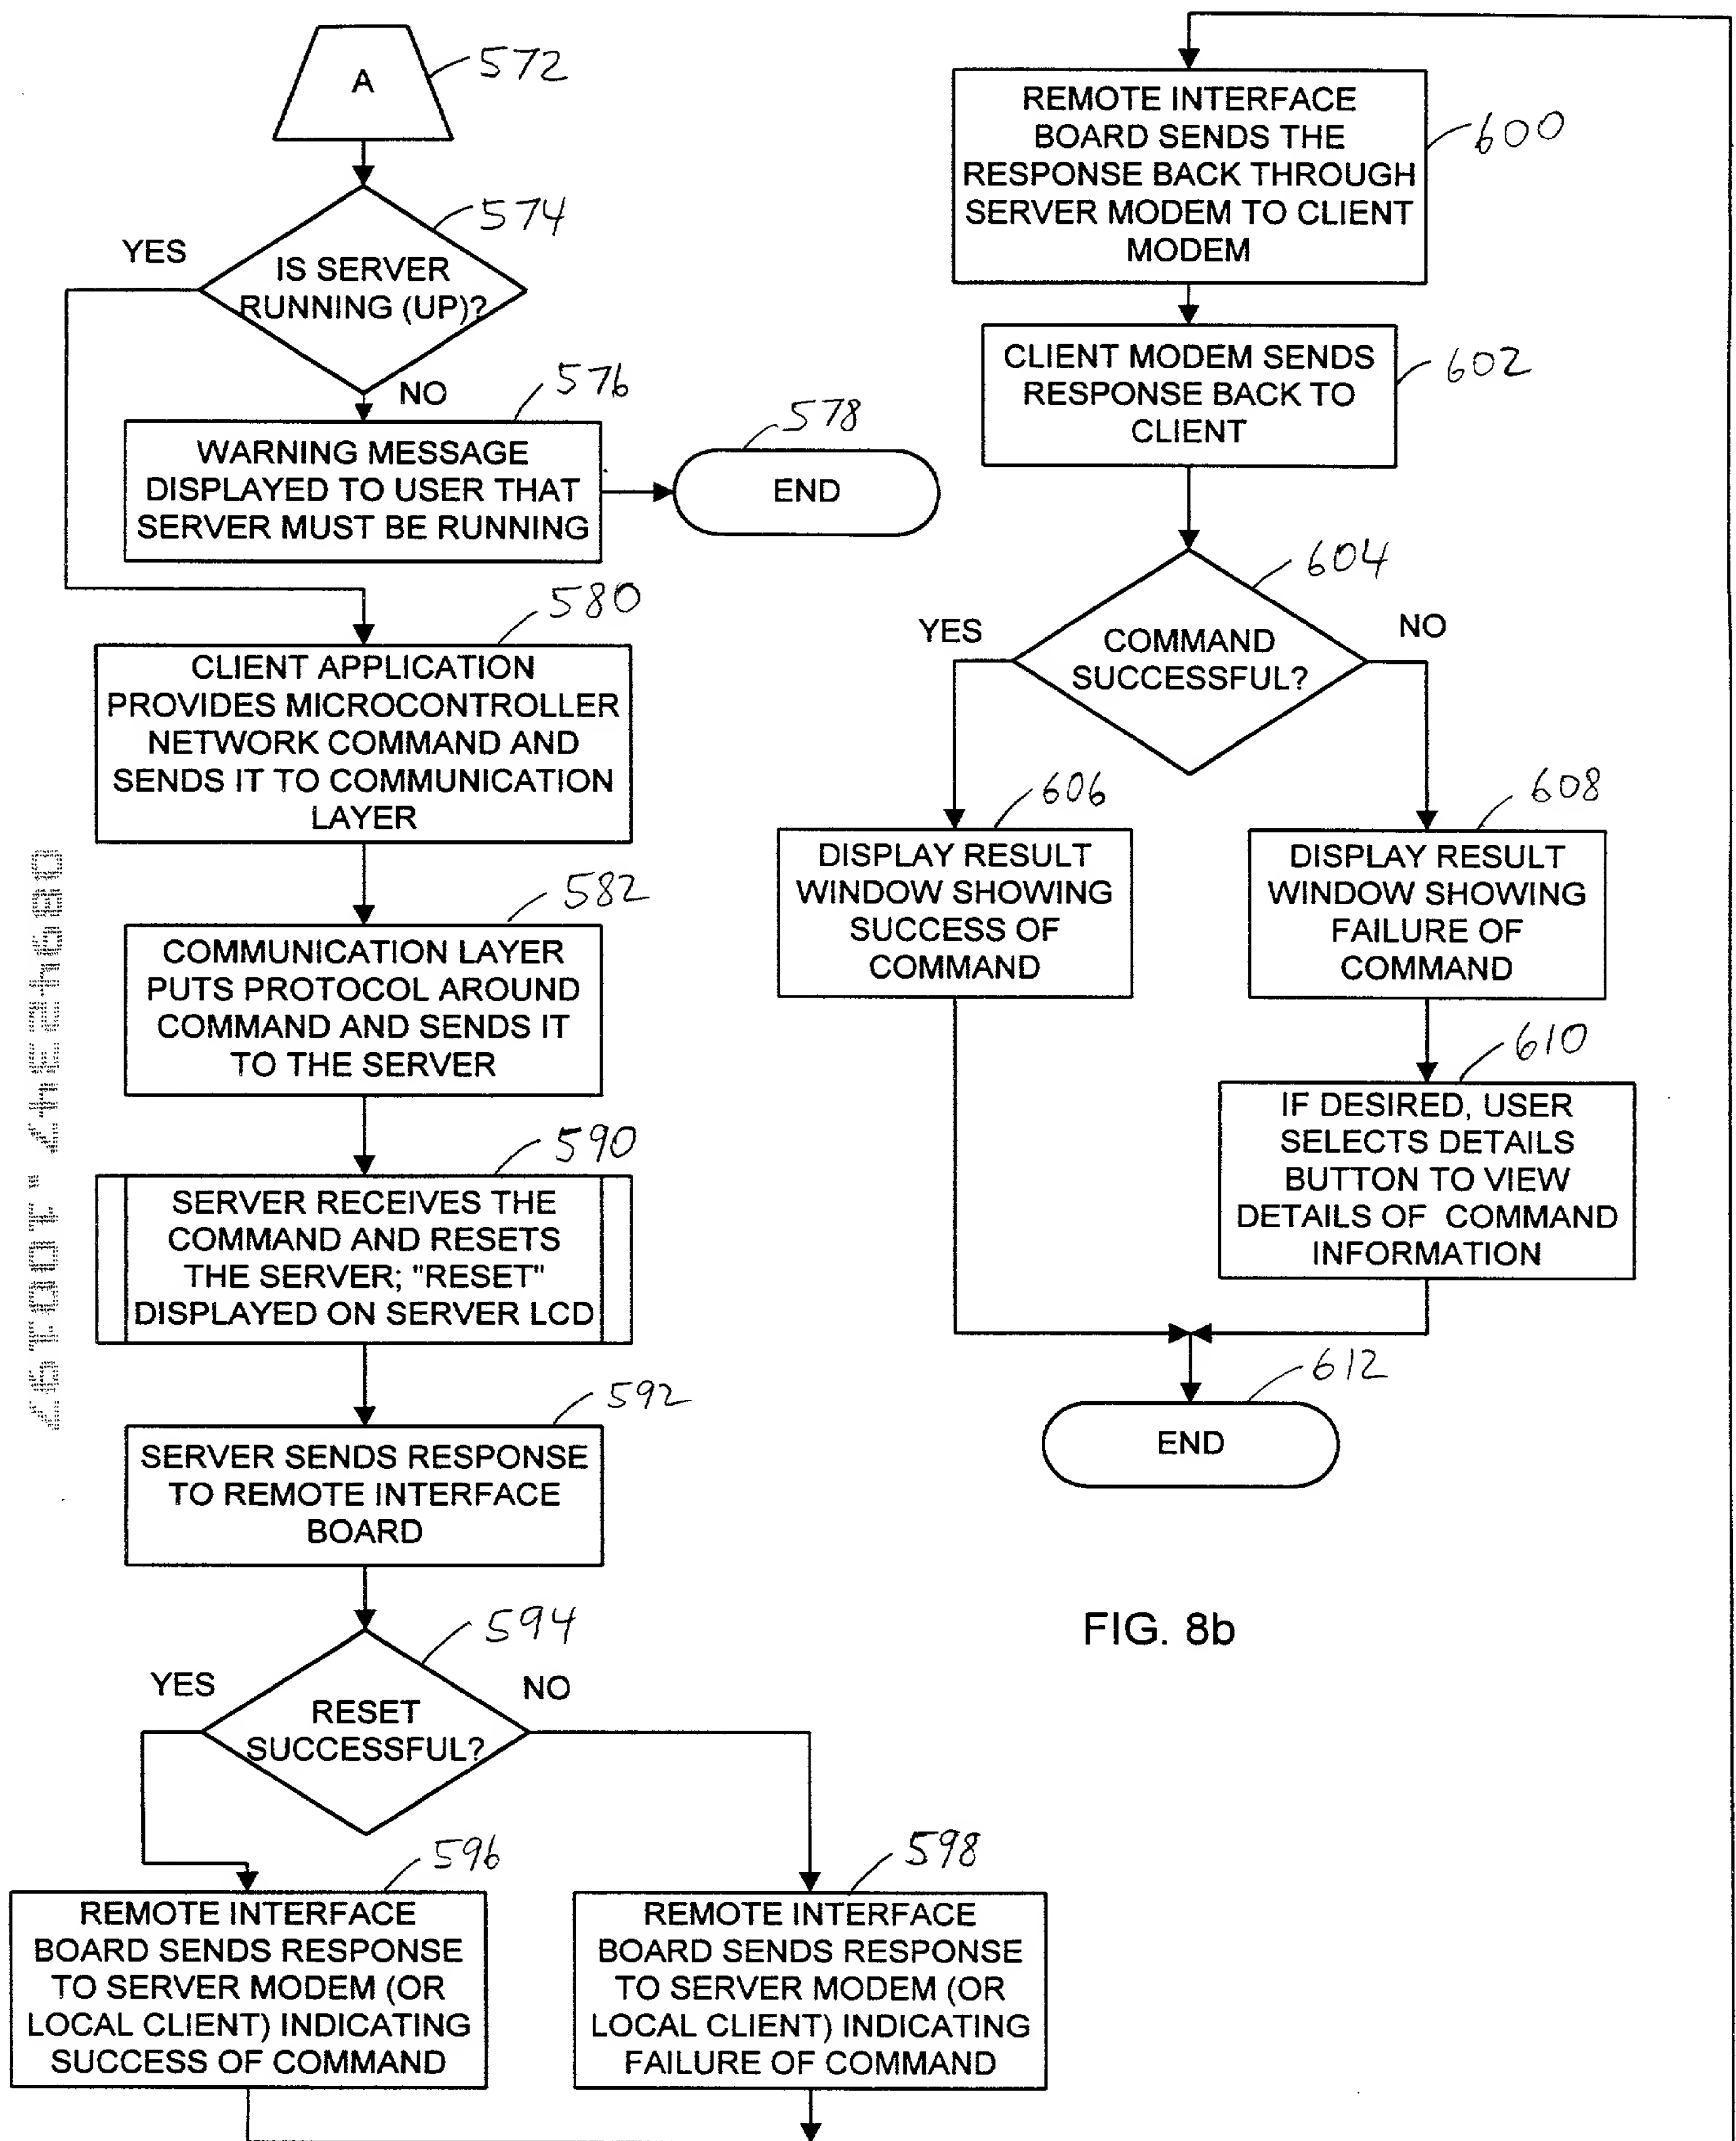 A
572
574
YES
IS SERVER
RUNNING (UP)?
NO
576
WARNING MESSAGE
DISPLAYED TO USER THAT
SERVER MUST BE RUNNING
578
END
580
CLIENT APPLICATION
PROVIDES MICROCONTROLLER
NETWORK COMMAND AND
SENDS IT TO COMMUNICATION
LAYER
582
COMMUNICATION LAYER
PUTS PROTOCOL AROUND
COMMAND AND SENDS IT
TO THE SERVER
590
SERVER RECEIVES THE
COMMAND AND RESETS
THE SERVER; "RESET"
DISPLAYED ON SERVER LCD
592
SERVER SENDS RESPONSE
TO REMOTE INTERFACE
BOARD
594
YES
NO
RESET
SUCCESSFUL?
596
REMOTE INTERFACE
BOARD SENDS RESPONSE
TO SERVER MODEM (OR
LOCAL CLIENT) INDICATING
SUCCESS OF COMMAND
598
REMOTE INTERFACE
BOARD SENDS RESPONSE
TO SERVER MODEM (OR
LOCAL CLIENT) INDICATING
FAILURE OF COMMAND
REMOTE INTERFACE
BOARD SENDS THE
RESPONSE BACK THROUGH
SERVER MODEM TO CLIENT
MODEM
600
CLIENT MODEM SENDS
RESPONSE BACK TO
CLIENT
602
604
YES
NO
COMMAND
SUCCESSFUL?
606
DISPLAY RESULT
WINDOW SHOWING
SUCCESS OF
COMMAND
608
DISPLAY RESULT
WINDOW SHOWING
FAILURE OF
COMMAND
610
IF DESIRED, USER
SELECTS DETAILS
BUTTON TO VIEW
DETAILS OF COMMAND
INFORMATION
612
END
FIG. 8b